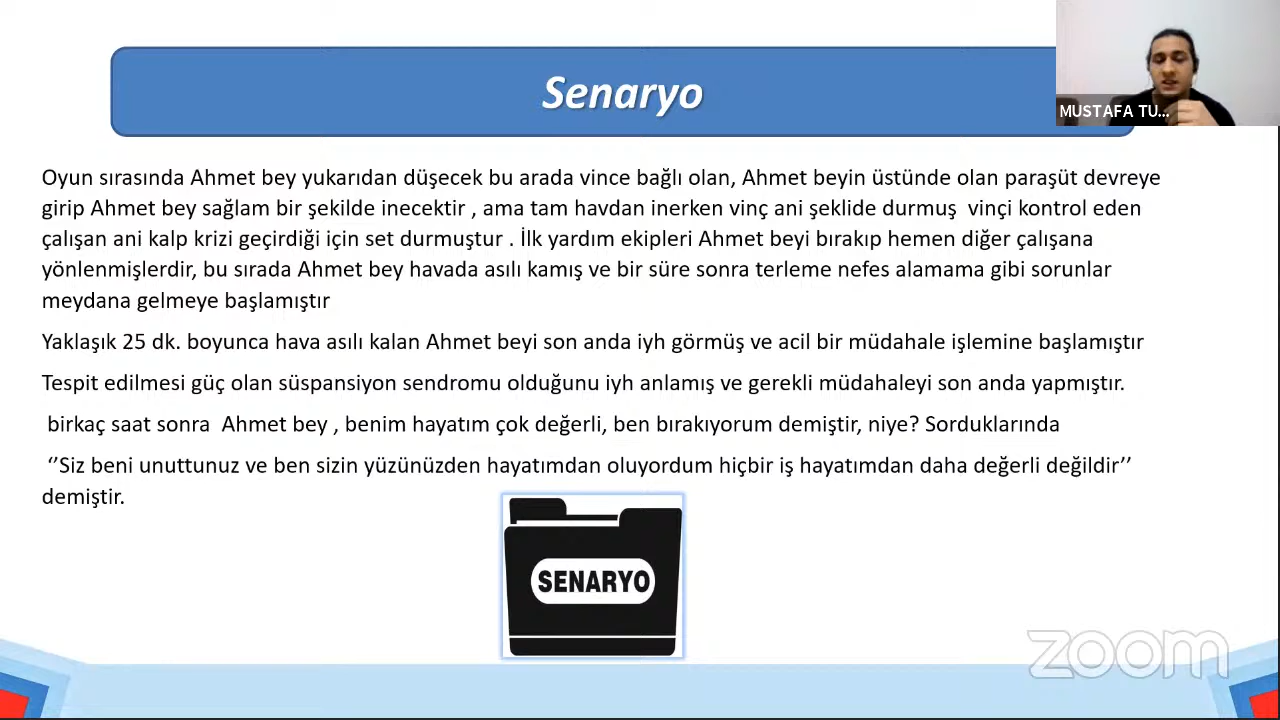 Senaryo
MUSTAFA TU...
Oyun sırasında Ahmet bey yukarıdan düşecek bu arada vince bağlı olan, Ahmet beyin üstünde olan paraşüt devreye
girip Ahmet bey sağlam bir şekilde inecektir , ama tam havdan inerken vinç ani şeklide durmuş vinçi kontrol eden
çalışan ani kalp krizi geçirdiği için set durmuştur . İlk yardım ekipleri Ahmet beyi bırakıp hemen diğer çalışana
yönlenmişlerdir, bu sırada Ahmet bey havada asılı kamış ve bir süre sonra terleme nefes alamama gibi sorunlar
meydana gelmeye başlamıştır
Yaklaşık 25 dk. boyunca hava asılı kalan Ahmet beyi son anda iyh görmüş ve acil bir müdahale işlemine başlamıştır
Tespit edilmesi güç olan süspansiyon sendromu olduğunu iyh anlamış ve gerekli müdahaleyi son anda yapmıştır.
birkaç saat sonra Ahmet bey , benim hayatım çok değerli, ben bırakıyorum demiştir, niye? Sorduklarında
‘’Siz beni unuttunuz ve ben sizin yüzünüzden hayatımdan oluyordum hiçbir iş hayatımdan daha değerli değildir’’
demiştir.
SENARYO
zoom